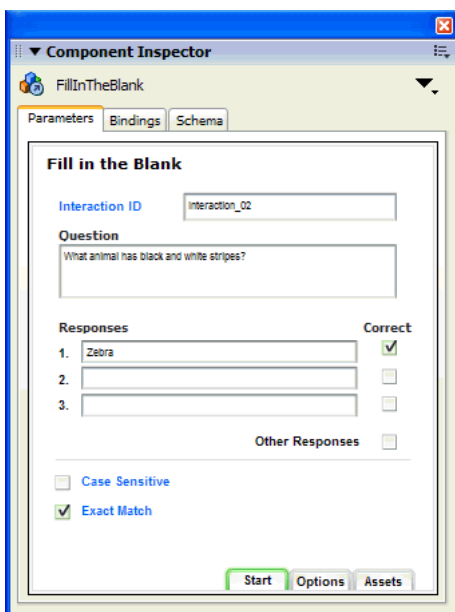 Component Inspector
FillInTheBlank
Parameters Bindings Schema
Fill in the Blank
Interaction ID Interaction_02
Question
What animal has black and white stripes?
Responses Correct
1. Zebra
2.
3.
Other Responses
Case Sensitive
Exact Match
Start Options Assets